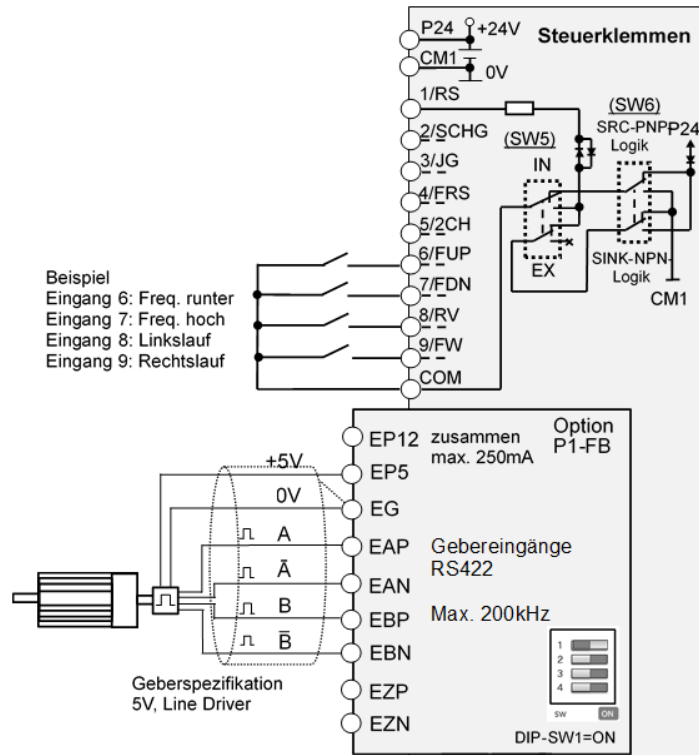 P24
+24V
Steuerklemmen
CM1
0V
1/RS
(SW6)
2/SCHG
(SW5)
SRC-PNP-
Logik
P24
3/JG
IN
4/FRS
5/2CH
6/FUP
SINK-NPN-
Logik
EX
7/FDN
CM1
8/RV
9/FW
COM
Beispiel
Eingang 6: Freq. runter
Eingang 7: Freq. hoch
Eingang 8: Linkslauf
Eingang 9: Rechtslauf
Option
P1-FB
EP12
zusammen
max. 250mA
+5V
EP5
0V
EG
A
EAP
Gebereingänge
RS422
A̅
EAN
B
EBP
Max. 200kHz
B̅
EBN
Geberspezifikation
5V, Line Driver
EZP
EZN
1
2
3
4
SW
ON
DIP-SW1=ON